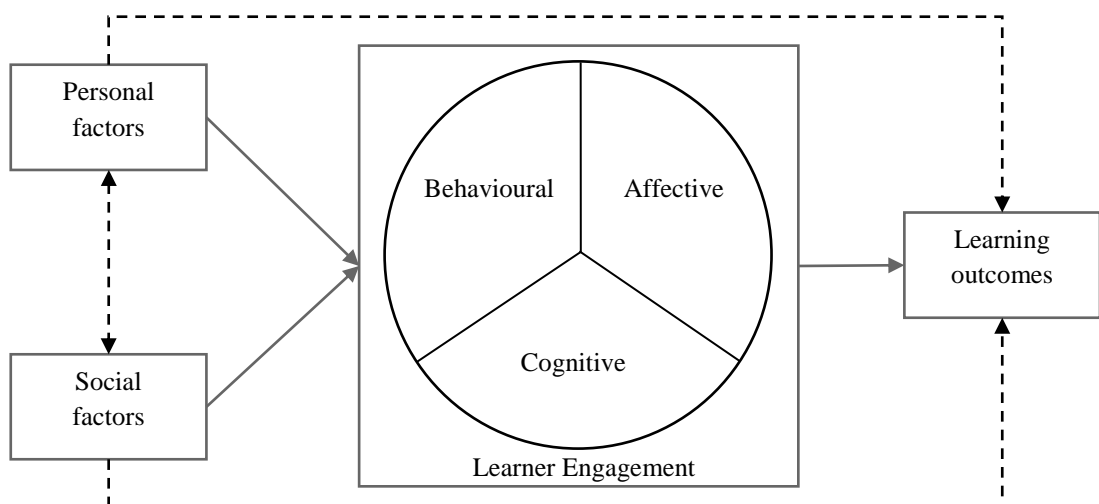 Personal
factors
Behavioural
Affective
Learning
outcomes
Cognitive
Social
factors
Learner Engagement